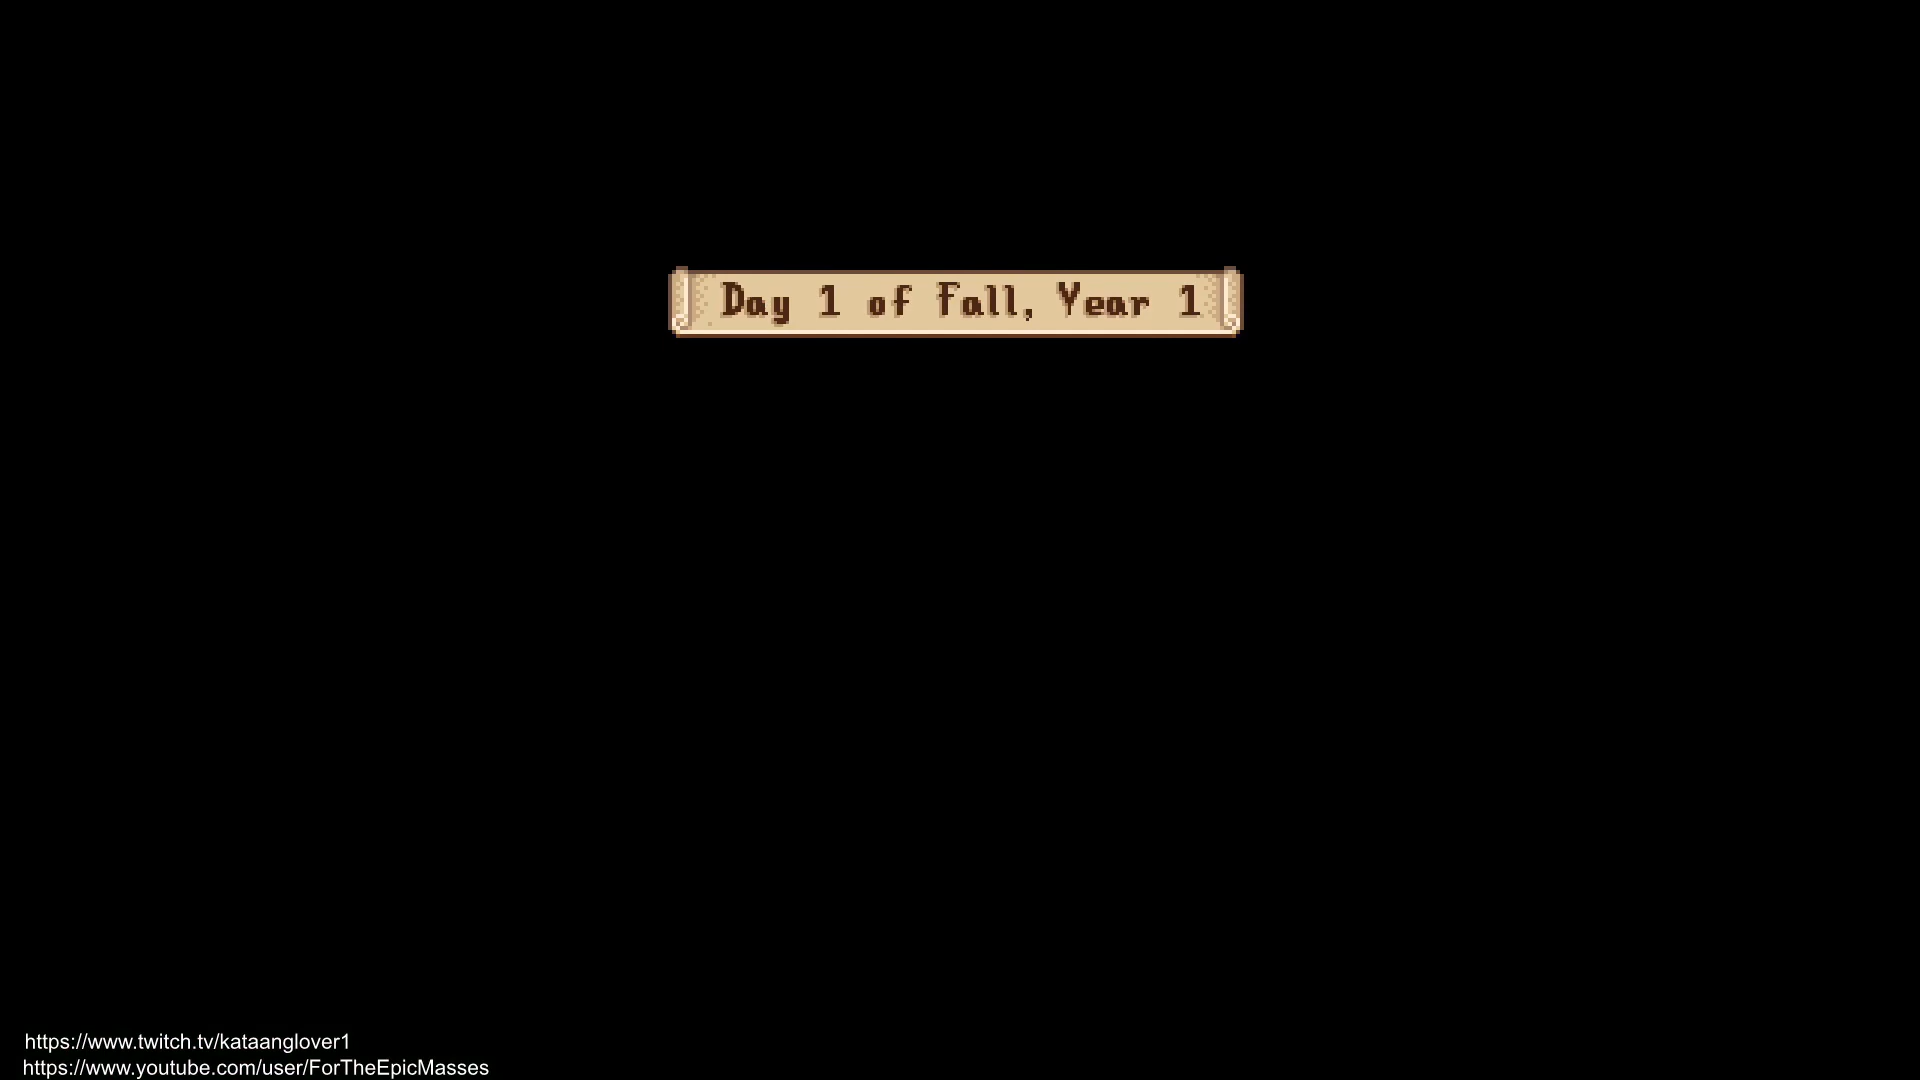 Day 1 of Fall, Year 1
https://www.twitch.tv/kataanglover1
https://www.youtube.com/user/ForTheEpicMasses